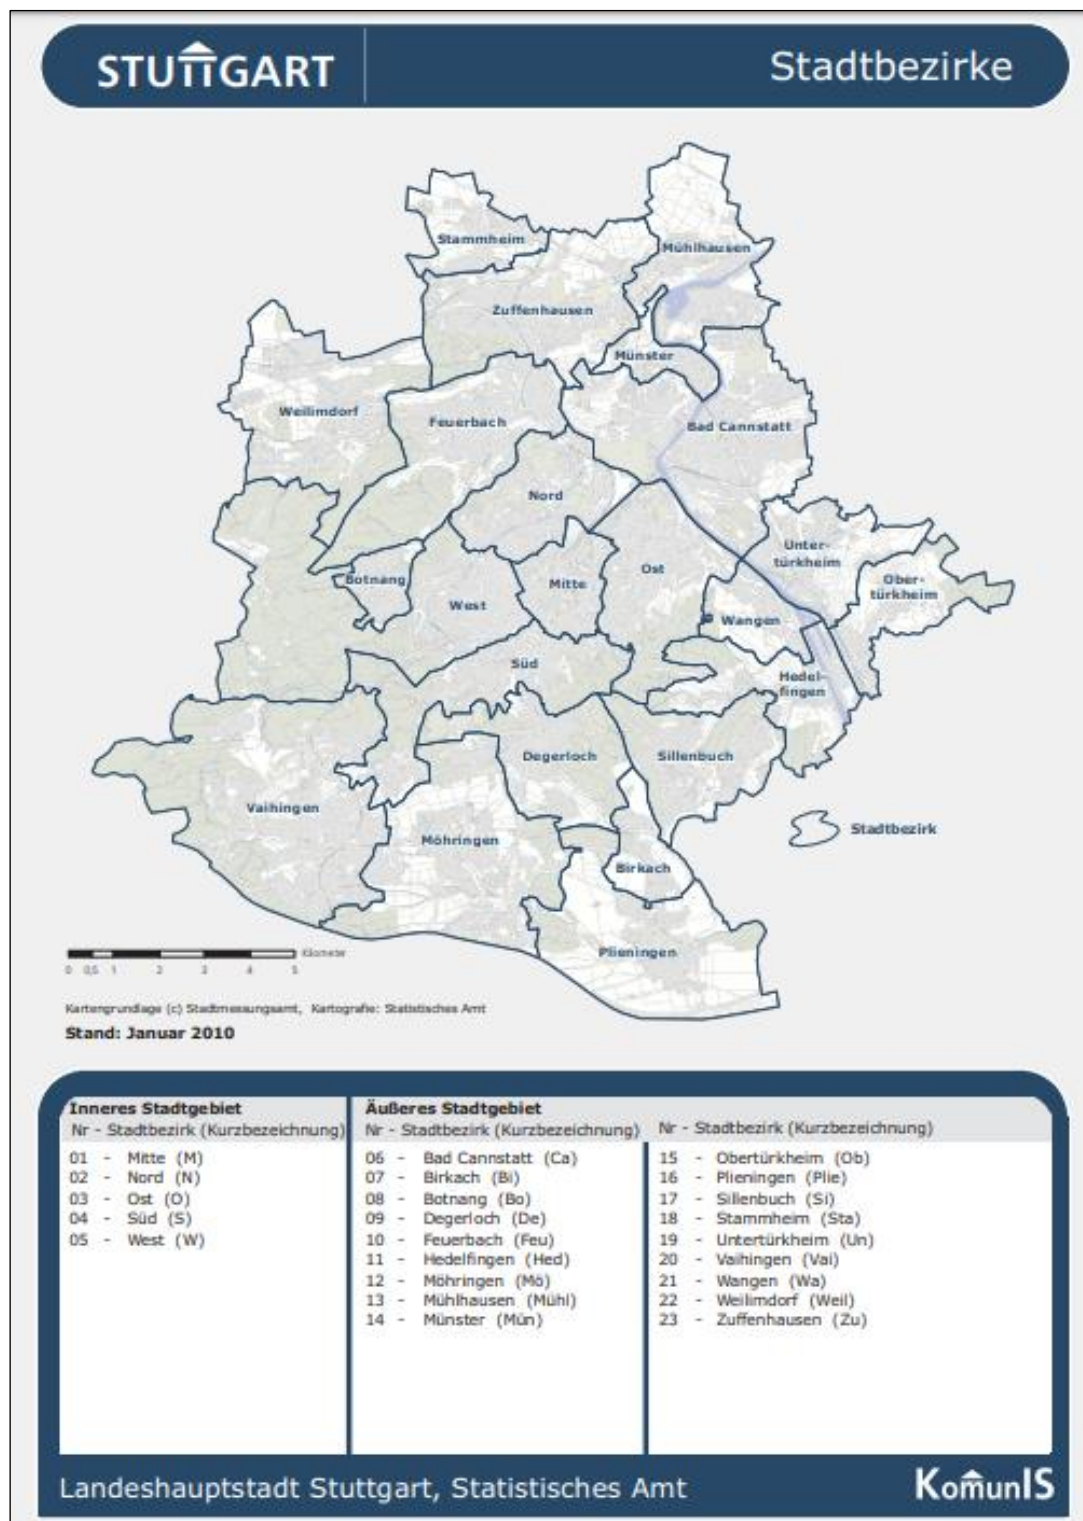 STUTTGART
Stadtbezirke
Stammheim
Mühlhausen
Zuffenhausen
Münster
Weilimdorf
Feuerbach
Bad Cannstatt
Nord
Unter-
türkheim
Botnang
West
Mitte
Ost
Ober-
türkheim
Wangen
Süd
Hedel-
fingen
Degerloch
Sillenbuch
Vaihingen
Möhringen
Stadtbezirk
Birkach
Plieningen
Kilometer
0 0,5 1 2 3 4 5
Kartengrundlage (c) Stadtmessungsamt, Kartografie: Statistisches Amt
Stand: Januar 2010
Inneres Stadtgebiet
Nr - Stadtbezirk (Kurzbezeichnung)
01 - Mitte (M)
02 - Nord (N)
03 - Ost (O)
04 - Süd (S)
05 - West (W)
Äußeres Stadtgebiet
Nr - Stadtbezirk (Kurzbezeichnung)
06 - Bad Cannstatt (Ca)
07 - Birkach (Bi)
08 - Botnang (Bo)
09 - Degerloch (De)
10 - Feuerbach (Feu)
11 - Hedelfingen (Hed)
12 - Möhringen (Mö)
13 - Mühlhausen (Mühl)
14 - Münster (Mün)
Nr - Stadtbezirk (Kurzbezeichnung)
15 - Obertürkheim (Ob)
16 - Plieningen (Plie)
17 - Sillenbuch (Si)
18 - Stammheim (Sta)
19 - Untertürkheim (Un)
20 - Vaihingen (Vai)
21 - Wangen (Wa)
22 - Weilimdorf (Weil)
23 - Zuffenhausen (Zu)
Landeshauptstadt Stuttgart, Statistisches Amt
KomunIS